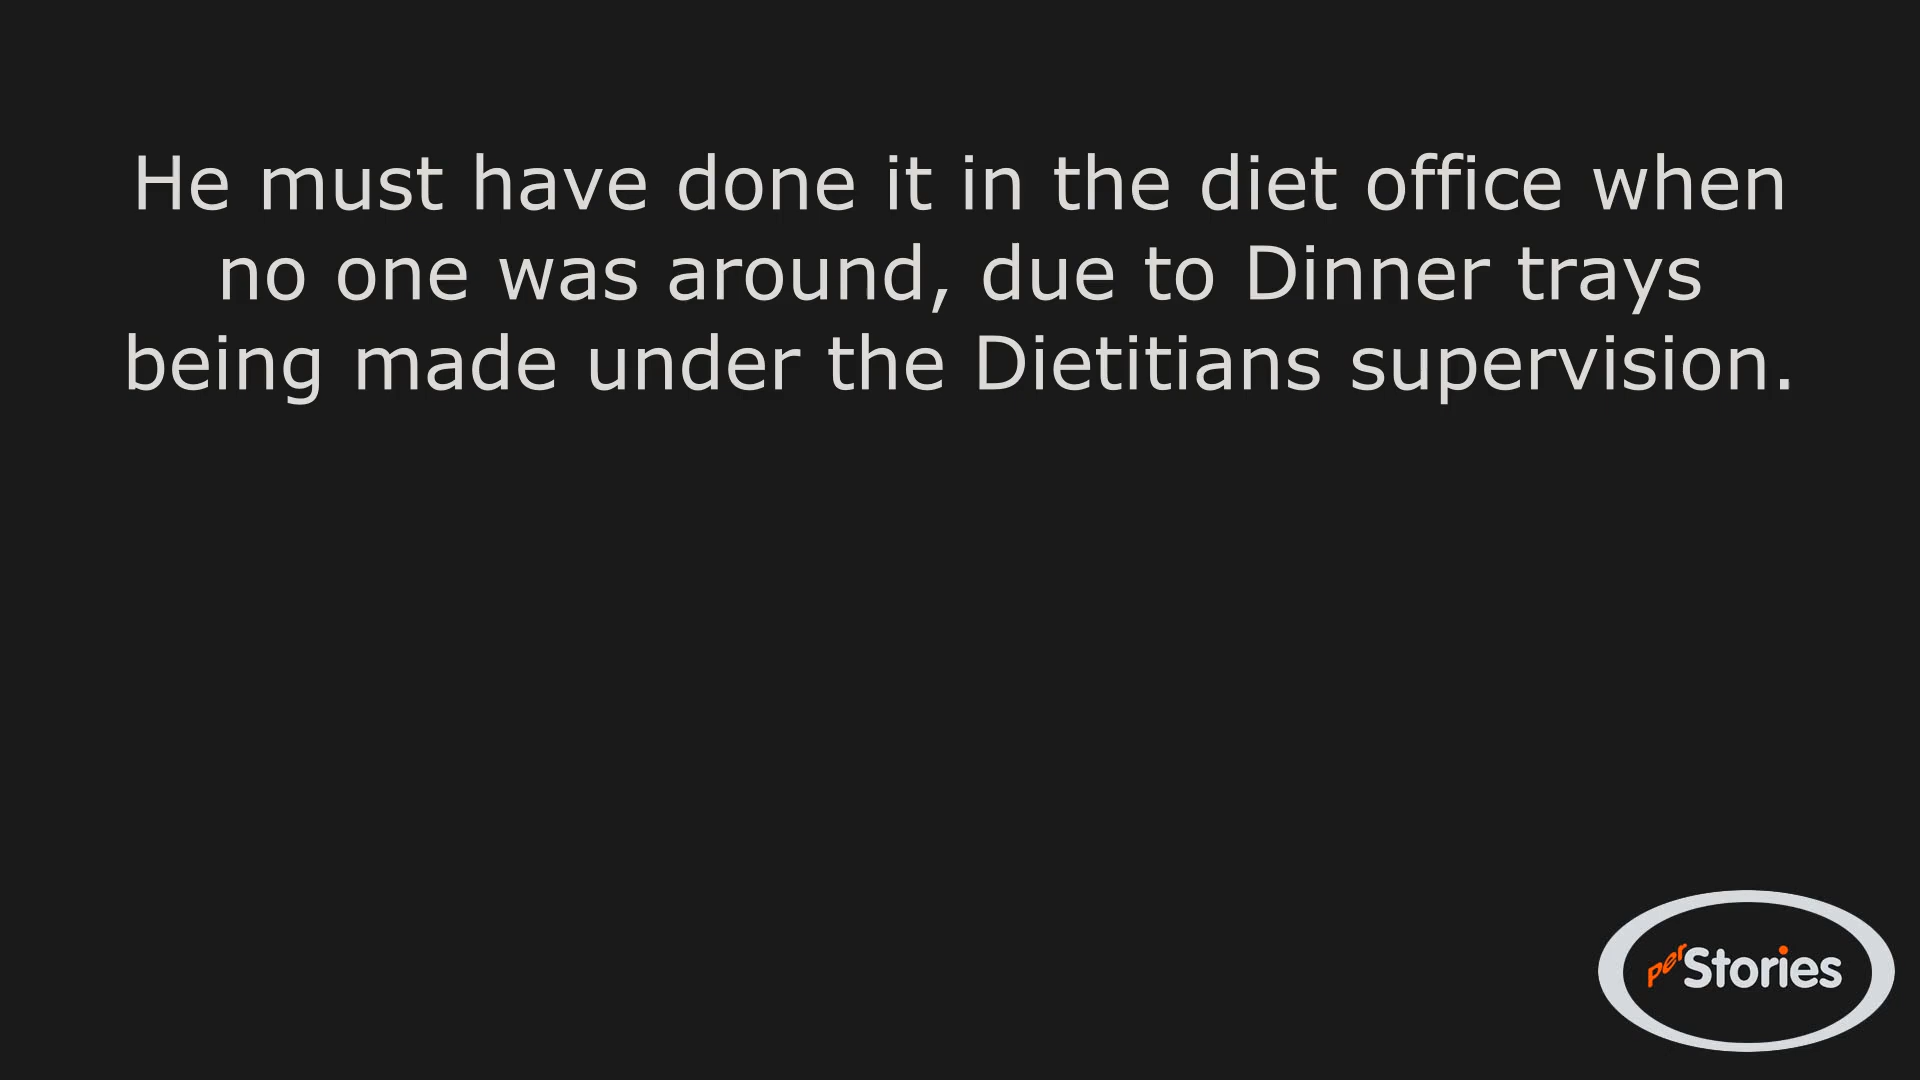 He must have done it in the diet office when
no one was around, due to Dinner trays
being made under the Dietitians supervision.
perStories